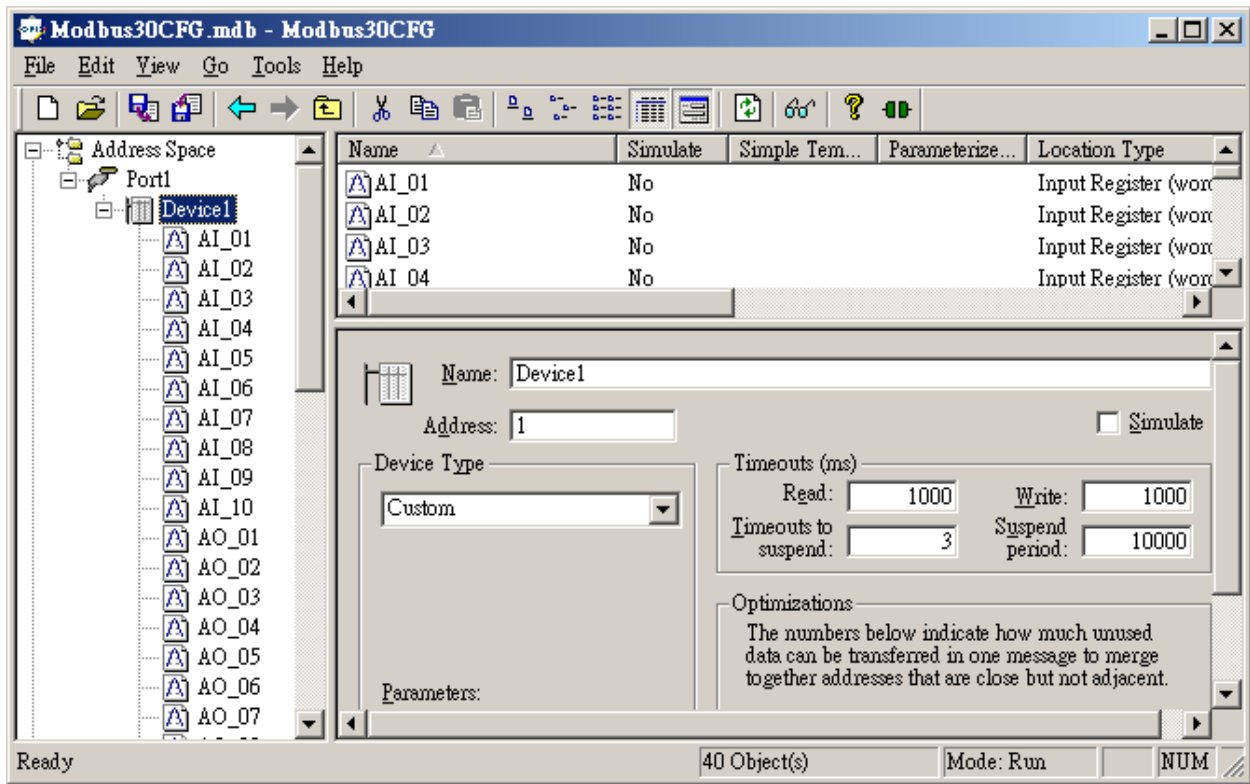 Modbus30CFG.mdb - Modbus30CFG
File Edit View Go Tools Help
Address Space
Port1
Device1
AI_01
AI_02
AI_03
AI_04
AI_05
AI_06
AI_07
AI_08
AI_09
AI_10
AO_01
AO_02
AO_03
AO_04
AO_05
AO_06
AO_07
Name Simulate Simple Tem... Parameterize... Location Type
AI_01 No Input Register (word
AI_02 No Input Register (word
AI_03 No Input Register (word
AI_04 No Input Register (word
Name: Device1
Address: 1
Simulate
Device Type
Custom
Parameters:
Timeouts (ms)
Read: 1000 Write: 1000
Timeouts to suspend: 3 Suspend period: 10000
Optimizations
The numbers below indicate how much unused
data can be transferred in one message to merge
together addresses that are close but not adjacent.
Ready 40 Object(s) Mode: Run NUM